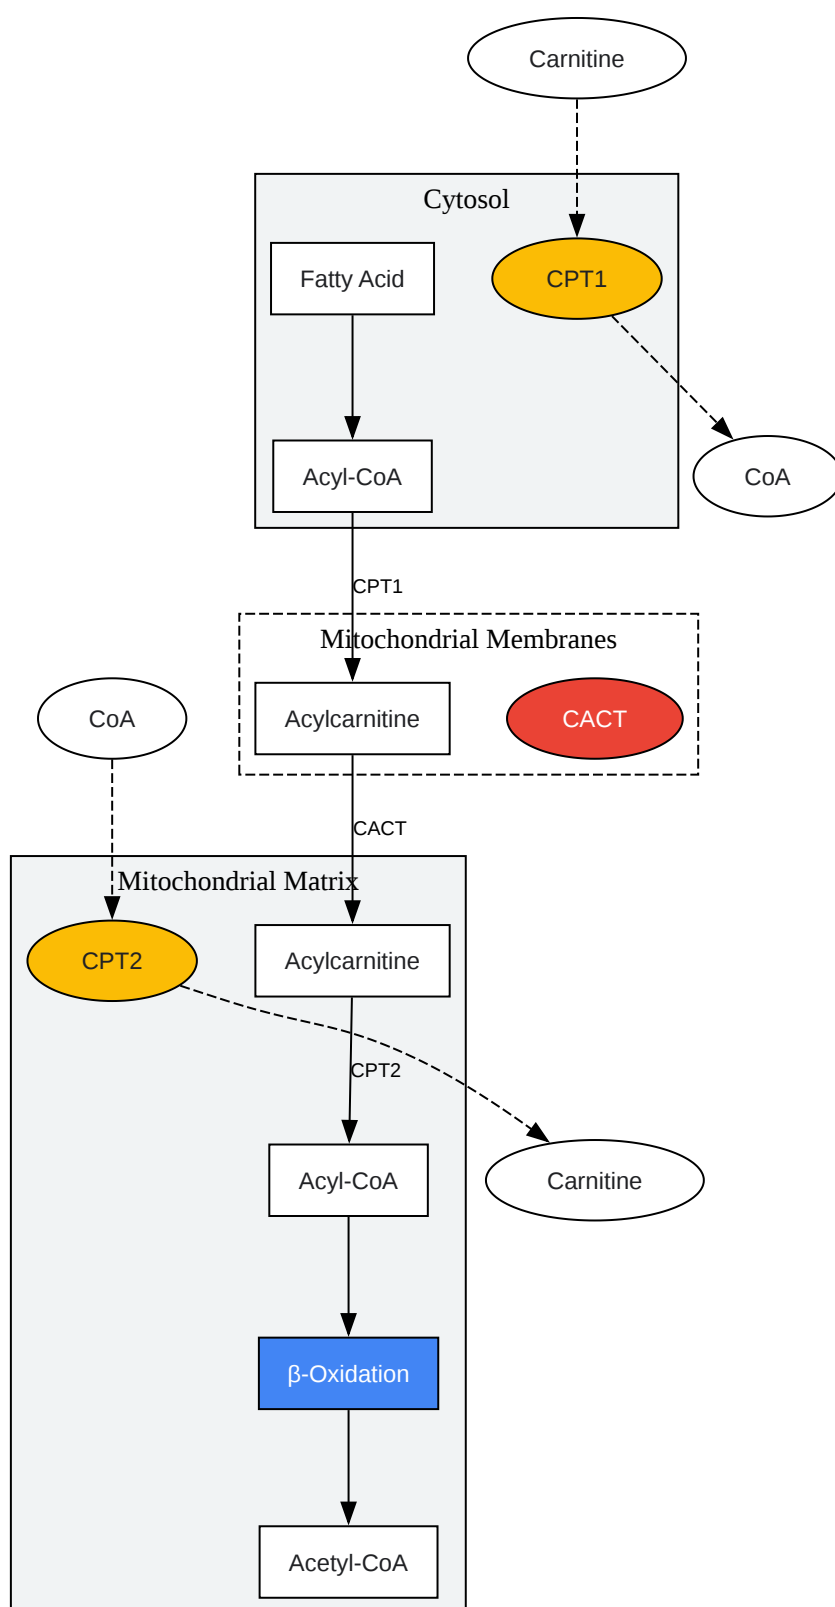 Carnitine
Cytosol
Fatty Acid
CPT1
Acyl-CoA
CoA
CPT1
Mitochondrial Membranes
CoA
Acylcarnitine
CACT
CACT
Mitochondrial Matrix
CPT2
Acylcarnitine
CPT2
Acyl-CoA
Carnitine
β-Oxidation
Acetyl-CoA